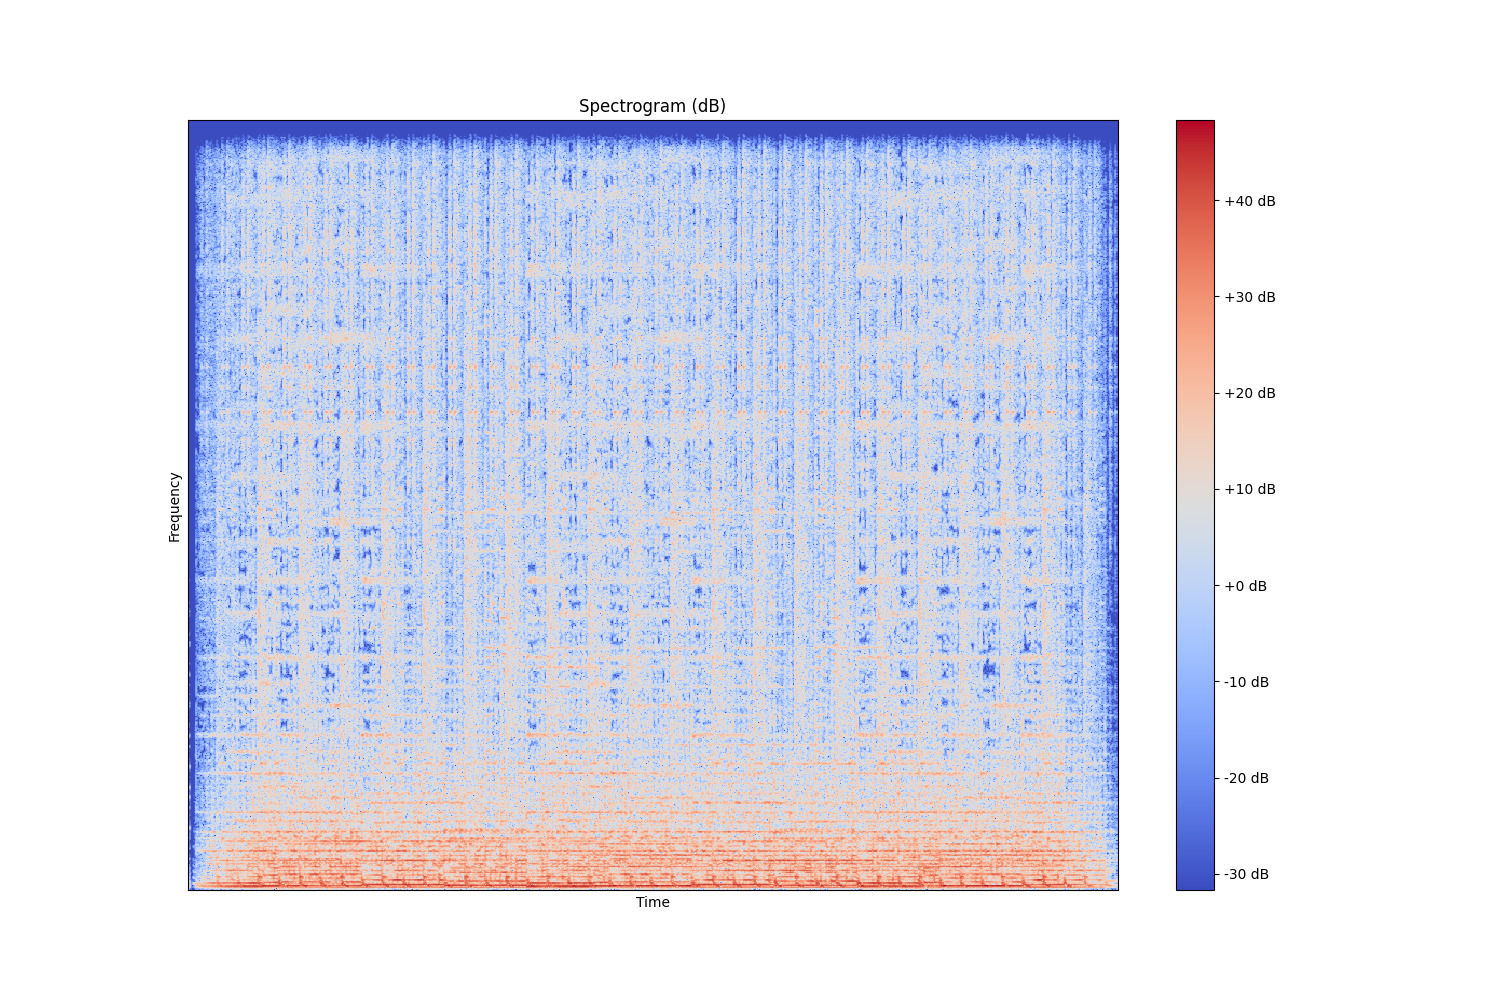 Spectrogram (dB)
Frequency
Time
+40 dB
+30 dB
+20 dB
+10 dB
+0 dB
-10 dB
-20 dB
-30 dB